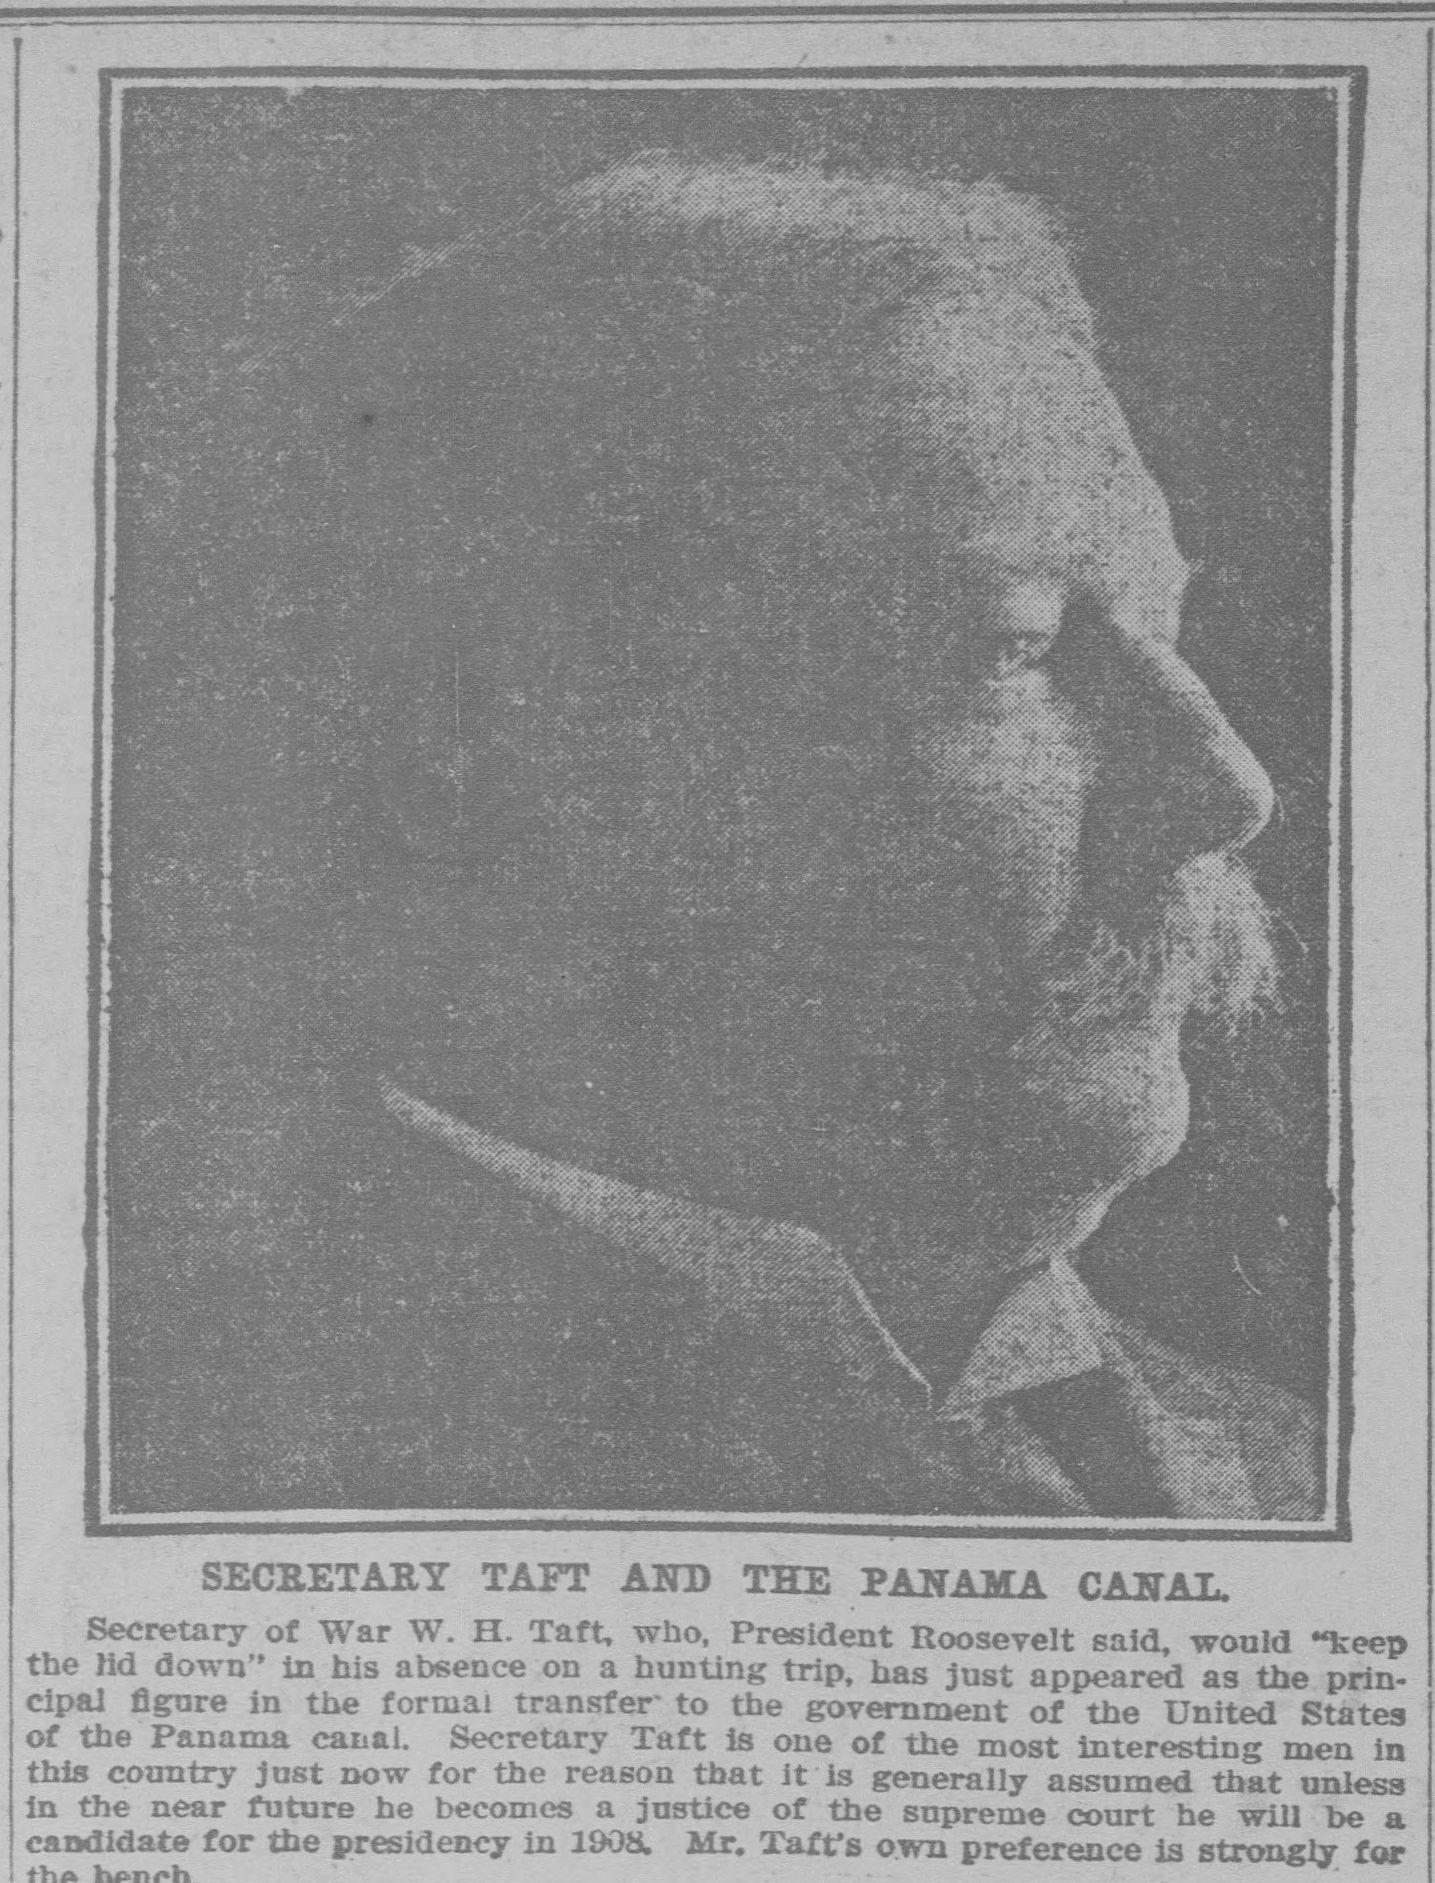 SECRETARY TAFT AND THE PANAMA CANAL.
Secretary of War W. H. Taft, who, President Roosevelt said, would "keep
the lid down" in his absence on a hunting trip, has just appeared as the prin-
cipal figure in the formal transfer to the government of the United States
of the Panama canal. Secretary Taft is one of the most interesting men in
this country just now for the reason that it is generally assumed that unless
in the near future he becomes a justice of the supreme court he will be a
candidate for the presidency in 1908. Mr. Taft's own preference is strongly for
the bench